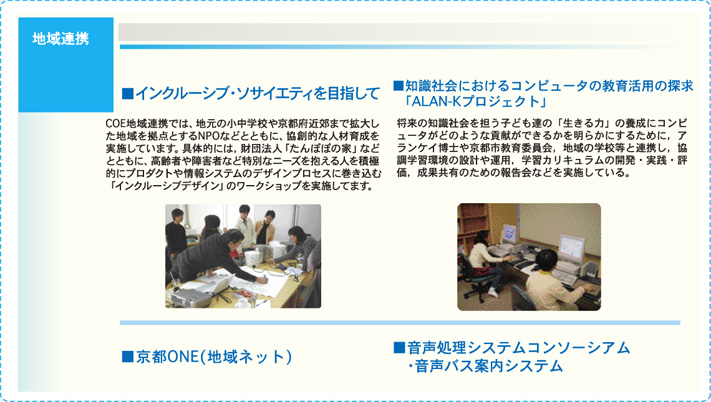 地域連携
■インクルーシブ・ソサイエティを目指して
COE地域連携では、地元の小中学校や京都府近郊まで拡大し
た地域を拠点とするNPOなどとともに、協創的な人材育成を
実施しています。具体的には，財団法人「たんぽぽの家」など
とともに、高齢者や障害者など特別なニーズを抱える人を積極
的にプロダクトや情報システムのデザインプロセスに巻き込む
「インクルーシブデザイン」のワークショップを実施してます。
■知識社会におけるコンピュータの教育活用の探求
「ALAN-Kプロジェクト」
将来の知識社会を担う子ども達の「生きる力」の養成にコンピ
ュータがどのような貢献ができるかを明らかにするために，ア
ランケイ博士や京都市教育委員会，地域の学校等と連携し，協
調学習環境の設計や運用，学習カリキュラムの開発・実践・評
価，成果共有のための報告会などを実施している。
■京都ONE(地域ネット)
■音声処理システムコンソーシアム
・音声バス案内システム